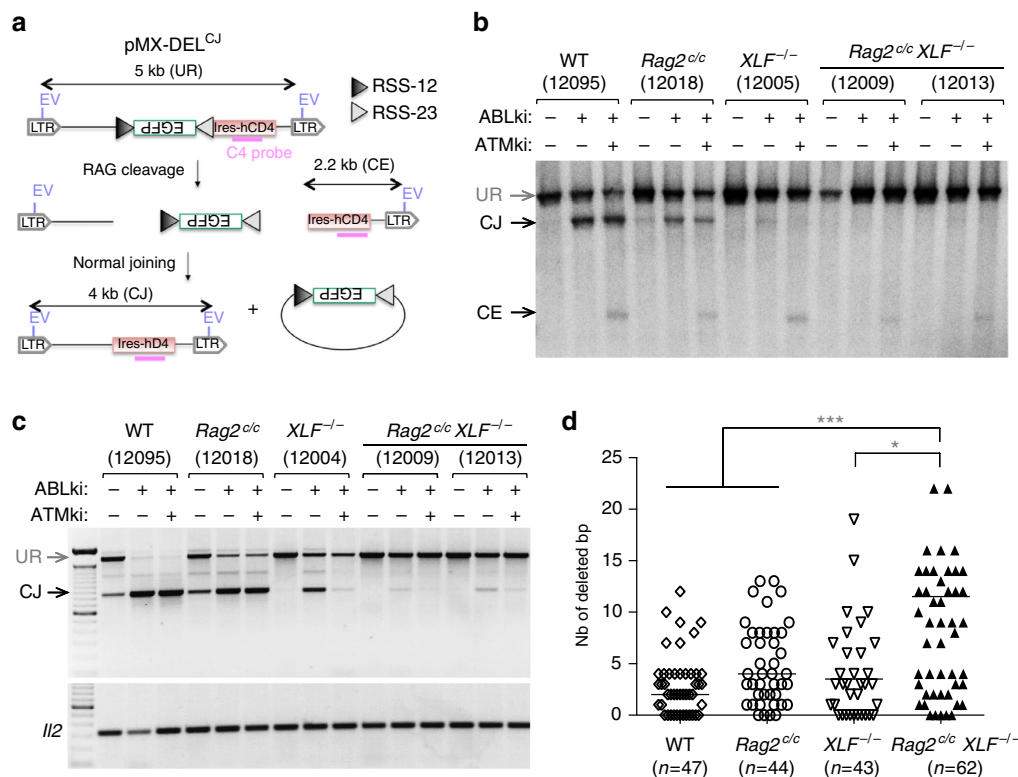 a
pMX-DEL^CJ
5 kb (UR)
EV EV
LTR EGFP Ires-hCD4 LTR
C4 probe
RSS-12
RSS-23
RAG cleavage
2.2 kb (CE)
EV EV
LTR EGFP Ires-hCD4 LTR
Normal joining
4 kb (CJ)
EV EV
LTR Ires-hD4 LTR + EGFP
b
WT Rag2^c/c XLF^−/− Rag2^c/c XLF^−/−
(12095) (12018) (12005) (12009) (12013)
ABLki: − + + − + + − + + − + + − + +
ATMki: + + + + +
UR
CJ
CE
c
WT Rag2^c/c XLF^−/− Rag2^c/c XLF^−/−
(12095) (12018) (12004) (12009) (12013)
ABLki: − + + − + + − + + − + + − + +
ATMki: + + + + +
UR
CJ
Il2
d
***
*
Nb of deleted bp
25
20
15
10
5
0
WT Rag2^c/c XLF^−/− Rag2^c/c XLF^−/−
(n=47) (n=44) (n=43) (n=62)